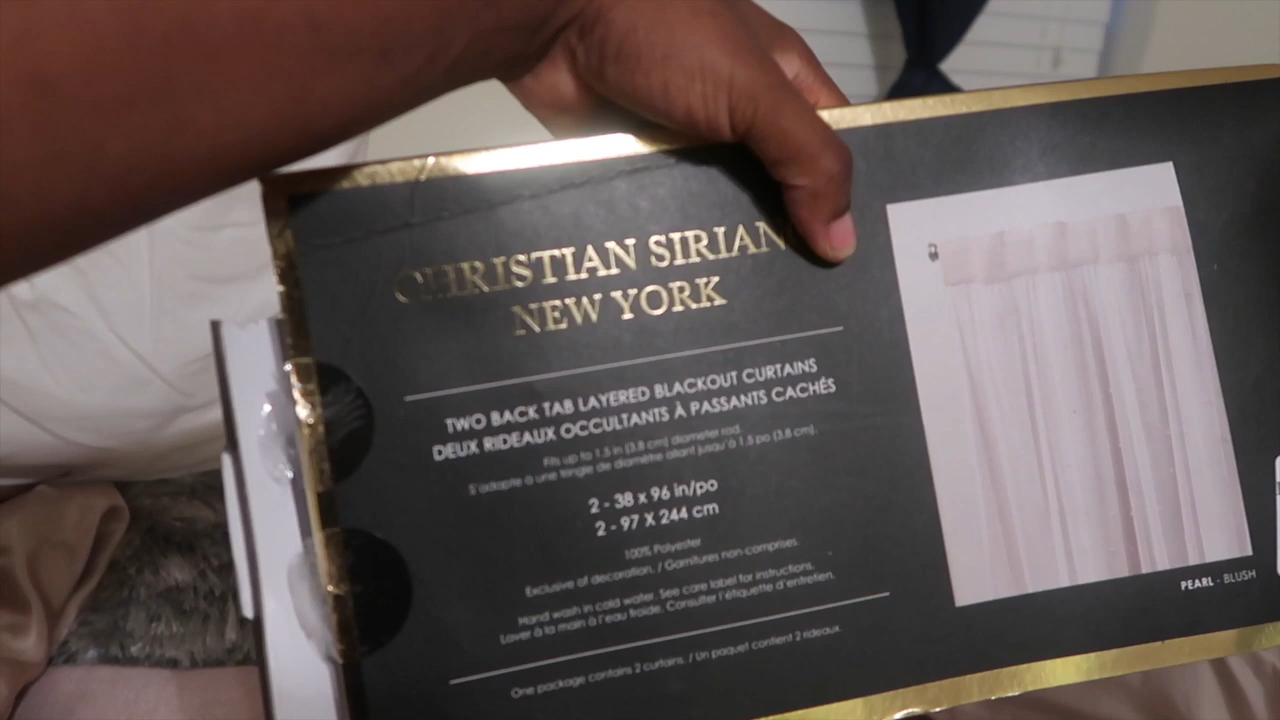 CHRISTIAN SIRIAN
NEW YORK
TWO BACK TAB LAYERED BLACKOUT CURTAINS
DEUX RIDEAUX OCCULTANTS À PASSANTS CACHÉS
Fits up to 1.5 in (3.8 cm) diameter rod.
S'adapte à une tringle de diamètre allant jusqu'à 1.5 po (3.8 cm).
2 - 38 x 96 in/po
2 - 97 X 244 cm
100% Polyester
Exclusive of decoration. / Garnitures non-comprises.
Hand wash in cold water. See care label for instructions.
Laver à la main à l'eau froide. Consulter l'étiquette d'entretien.
One package contains 2 curtains. / Un paquet contient 2 rideaux.
PEARL - BLUSH